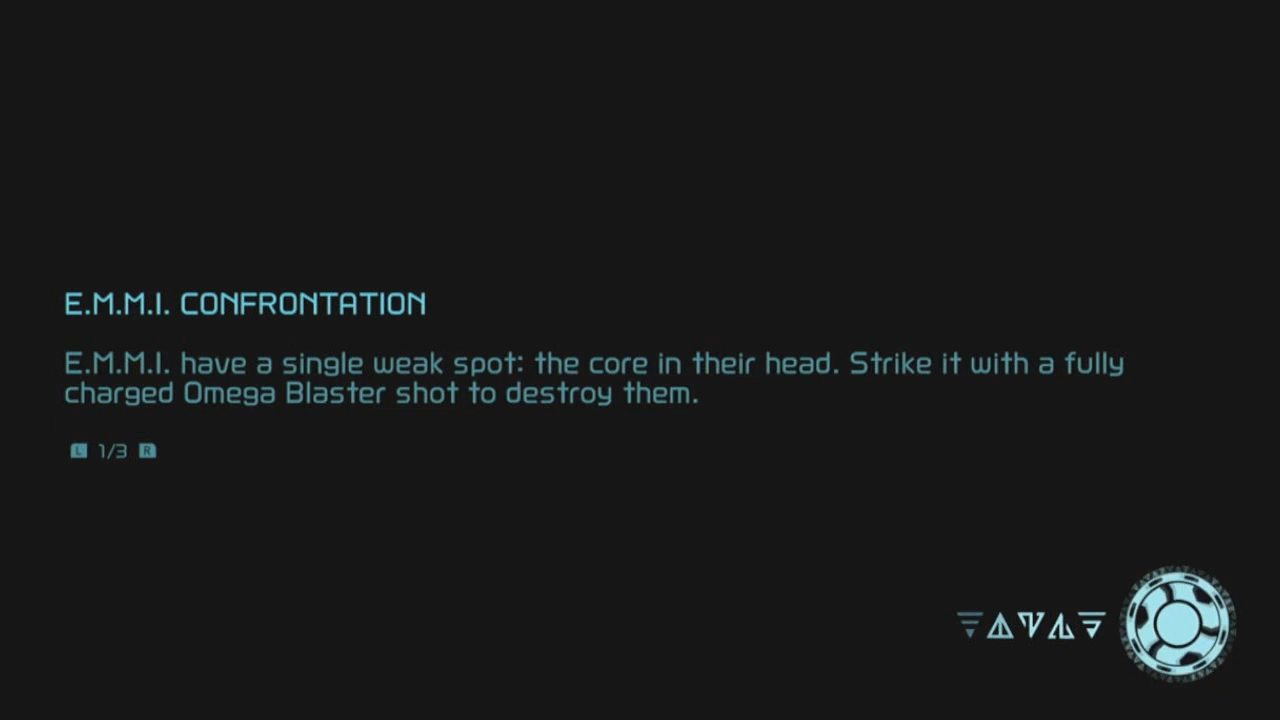 E.M.M.I. CONFRONTATION
E.M.M.I. have a single weak spot: the core in their head. Strike it with a fully
charged Omega Blaster shot to destroy them.
L 1/3 R